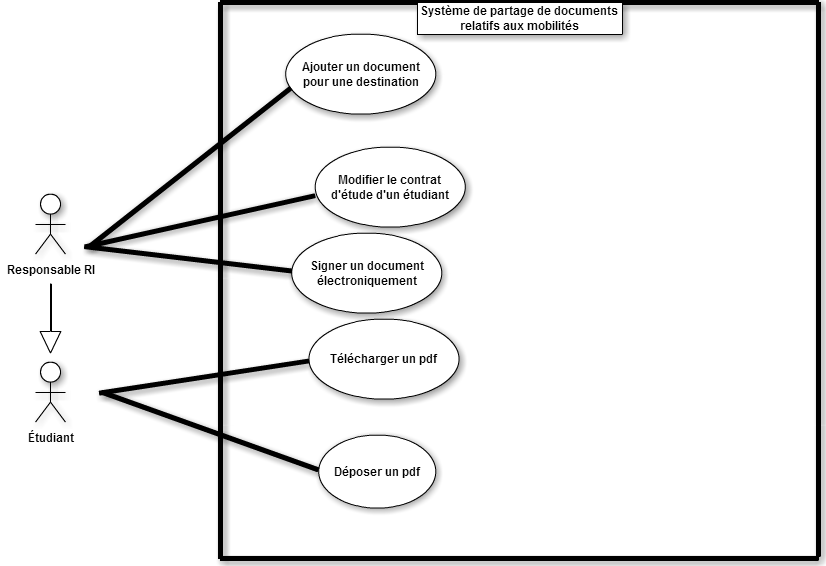 Système de partage de documents
relatifs aux mobilités
Ajouter un document
pour une destination
Modifier le contrat
d'étude d'un étudiant
Signer un document
électroniquement
Responsable RI
Télécharger un pdf
Étudiant
Déposer un pdf